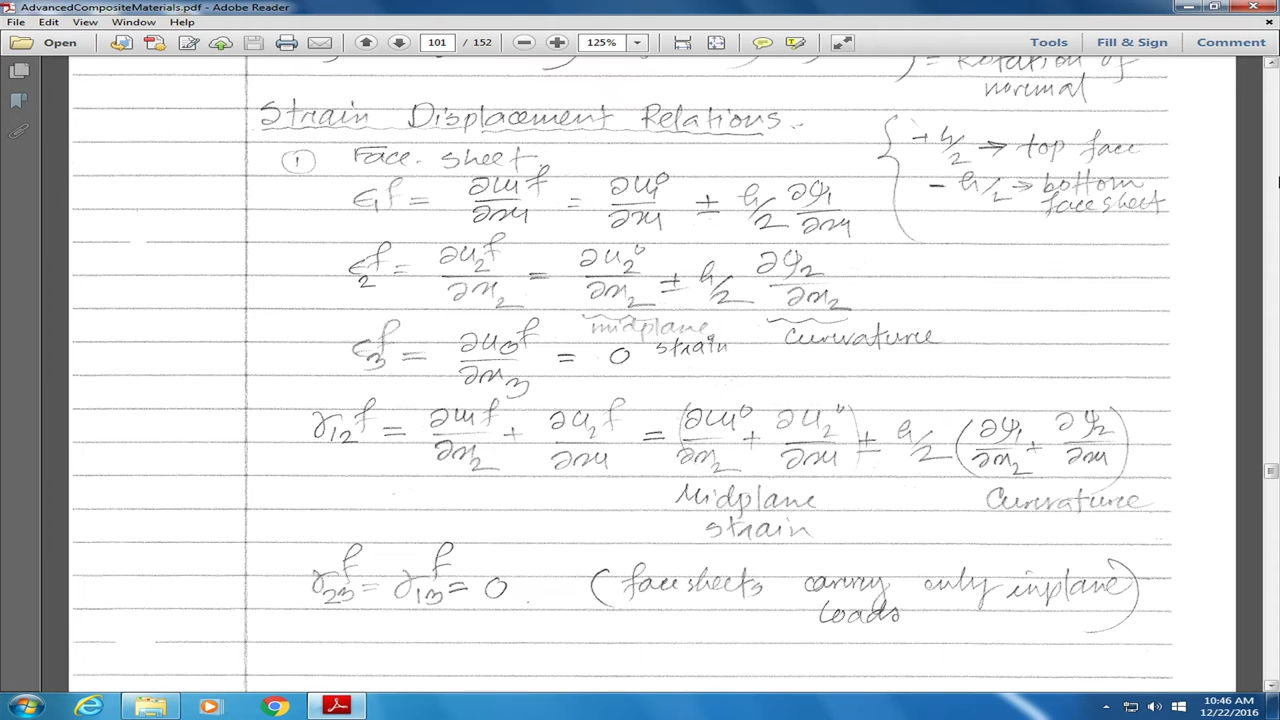 AdvancedCompositeMaterials.pdf - Adobe Reader
File Edit View Window Help
Open 101 / 152 125% Tools Fill & Sign Comment
= Rotation of
normal
Strain Displacement Relations.
① Face sheet
{ + h/2 → top face
- h/2 → bottom
face sheet
ε₁ᶠ = ∂u₁ᶠ/∂x₁ = ∂u₁⁰/∂x₁ ± h/2 ∂ψ₁/∂x₁
ε₂ᶠ = ∂u₂ᶠ/∂x₂ = ∂u₂⁰/∂x₂ ± h/2 ∂ψ₂/∂x₂
midplane
strain curvature
ε₃ᶠ = ∂u₃ᶠ/∂x₃ = 0
γ₁₂ᶠ = ∂u₁ᶠ/∂x₂ + ∂u₂ᶠ/∂x₁ = (∂u₁⁰/∂x₂ + ∂u₂⁰/∂x₁) ± h/2 (∂ψ₁/∂x₂ + ∂ψ₂/∂x₁)
Midplane Curvature
strain
γ₂₃ᶠ = γ₁₃ᶠ = 0 (facesheets carry only inplane)
loads
10:46 AM
12/22/2016